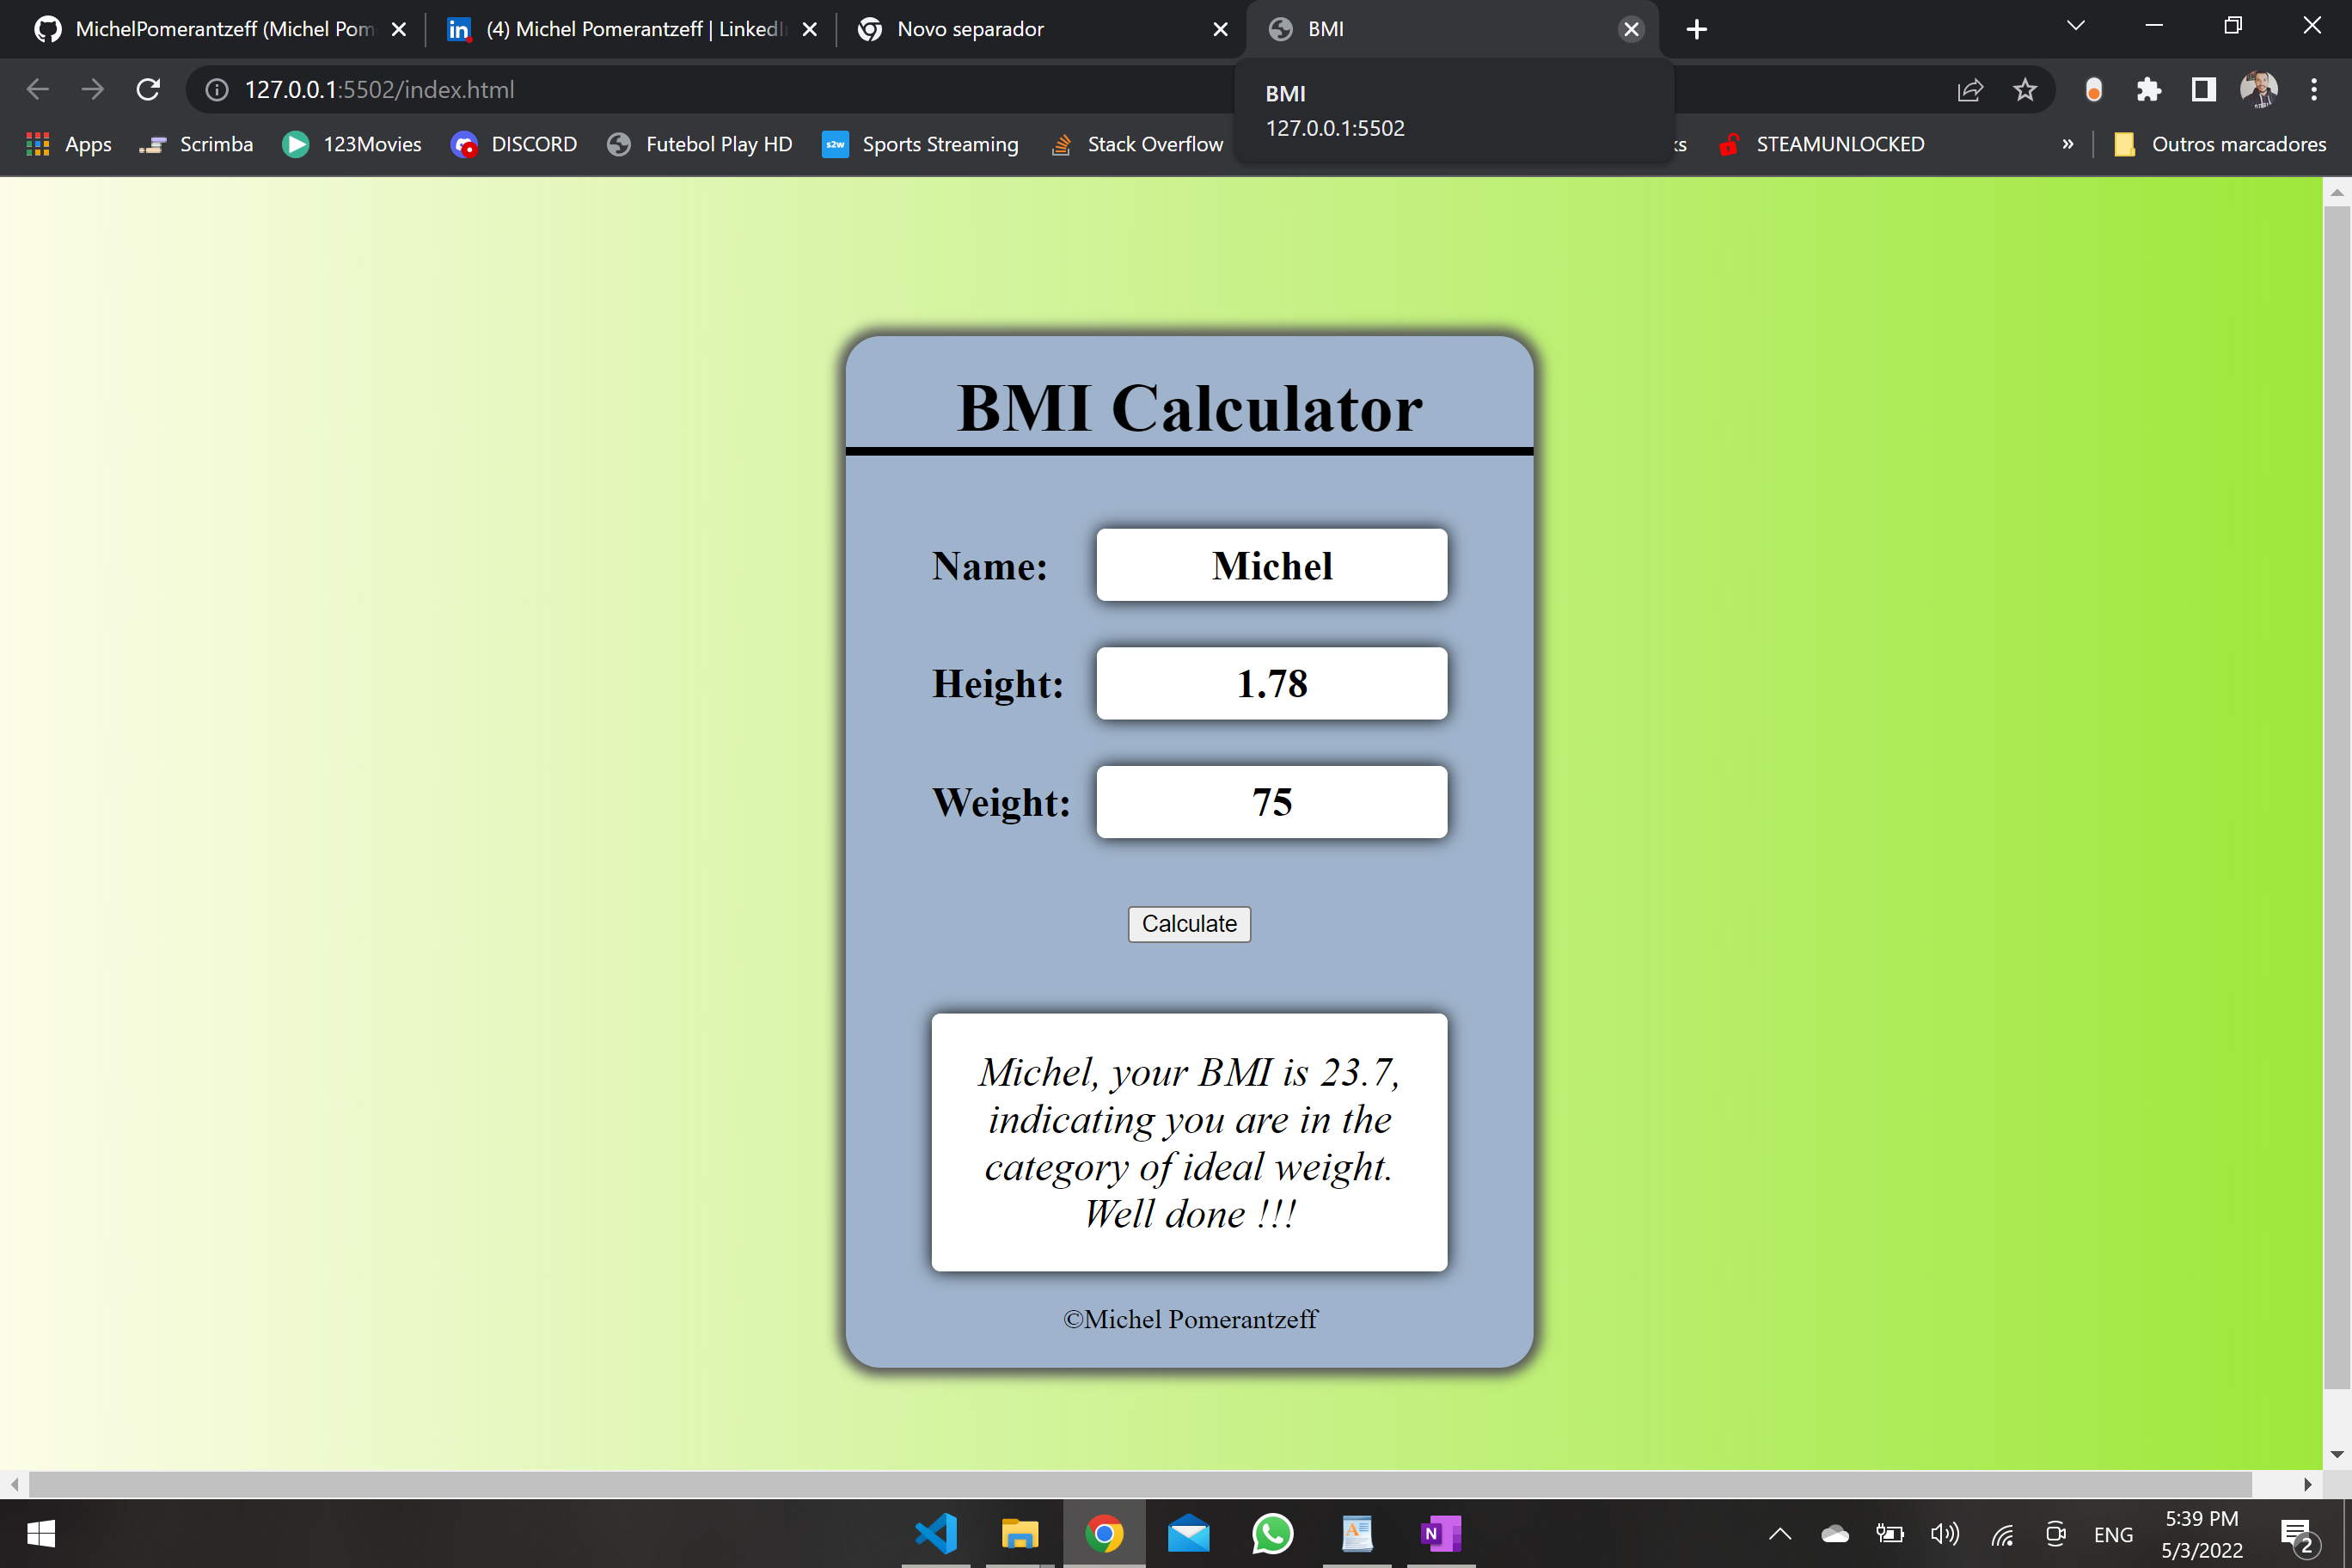 MichelPomerantzeff (Michel Pom
(4) Michel Pomerantzeff | LinkedIn
Novo separador
BMI
127.0.0.1:5502/index.html
BMI
127.0.0.1:5502
Apps
Scrimba
123Movies
DISCORD
Futebol Play HD
s2w
Sports Streaming
Stack Overflow
ks
STEAMUNLOCKED
»
Outros marcadores
BMI Calculator
Name:
Michel
Height:
1.78
Weight:
75
Calculate
Michel, your BMI is 23.7,
indicating you are in the
category of ideal weight.
Well done !!!
©Michel Pomerantzeff
ENG
5:39 PM
5/3/2022
2